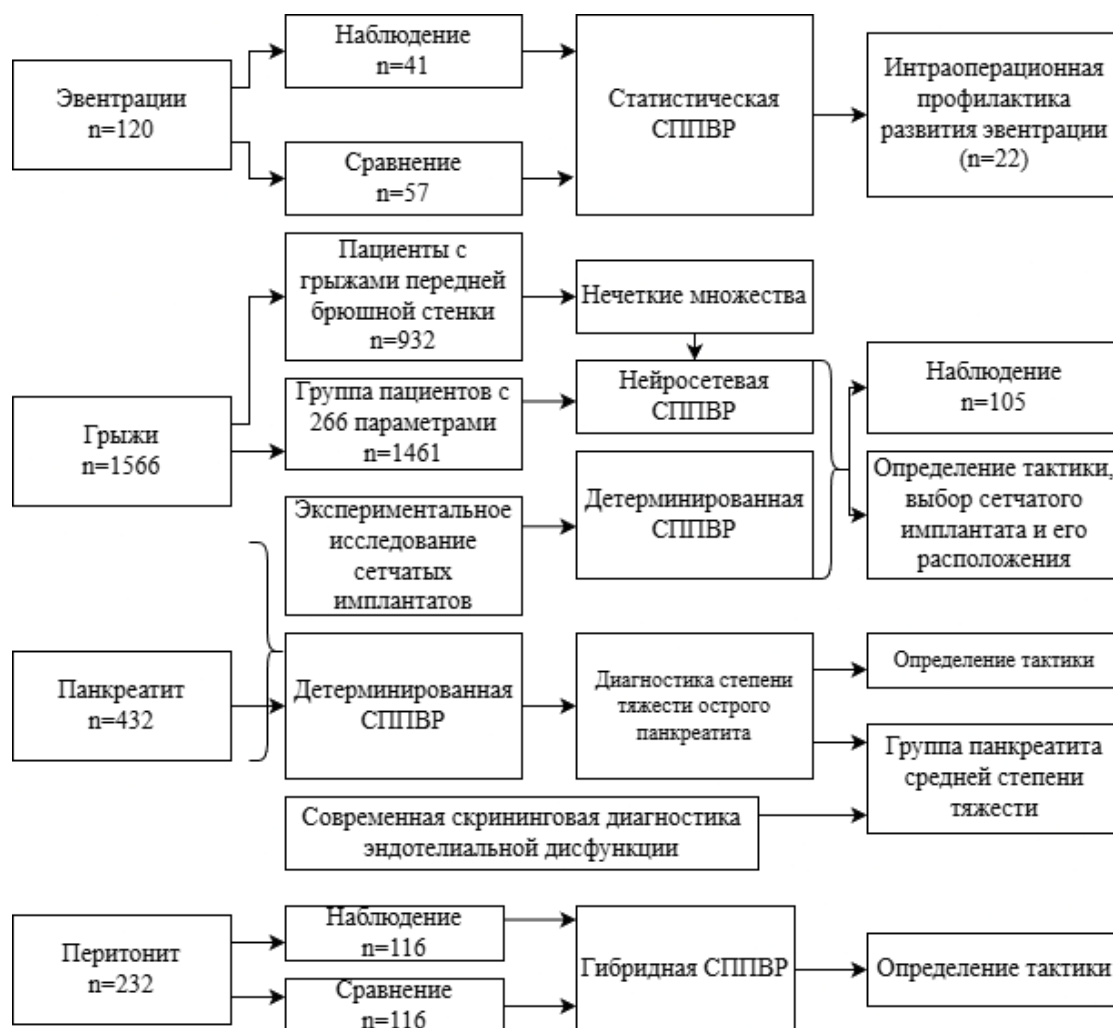 Эвентрации
n=120
Наблюдение
n=41
Сравнение
n=57
Статистическая
СППВР
Интраоперационная
профилактика
развития эвентрации
(n=22)
Грыжи
n=1566
Пациенты с
грыжами передней
брюшной стенки
n=932
Группа пациентов с
266 параметрами
n=1461
Экспериментальное
исследование
сетчатых
имплантатов
Нечеткие множества
Нейросетевая
СППВР
Детерминированная
СППВР
Наблюдение
n=105
Определение тактики,
выбор сетчатого
имплантата и его
расположения
Панкреатит
n=432
Детерминированная
СППВР
Диагностика степени
тяжести острого
панкреатита
Определение тактики
Группа панкреатита
средней степени
тяжести
Современная скрининговая диагностика
эндотелиальной дисфункции
Перитонит
n=232
Наблюдение
n=116
Сравнение
n=116
Гибридная СППВР
Определение тактики